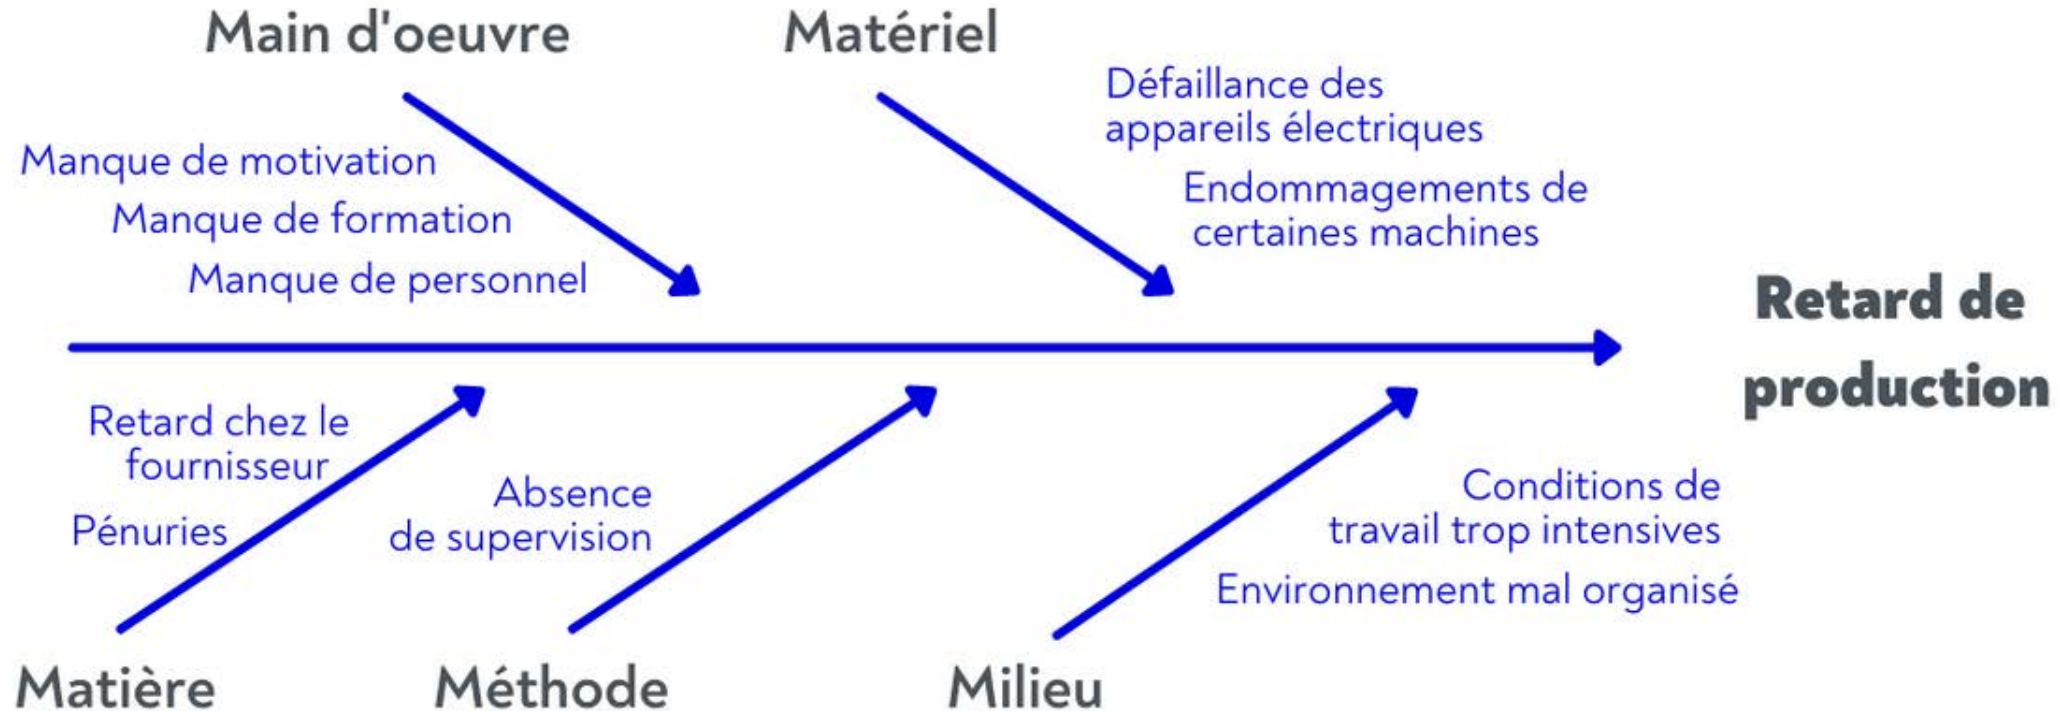 Main d'oeuvre
Matériel
Défaillance des
appareils électriques
Manque de motivation
Endommagements de
certaines machines
Manque de formation
Manque de personnel
Retard de
production
Retard chez le
fournisseur
Pénuries
Absence
de supervision
Conditions de
travail trop intensives
Environnement mal organisé
Matière
Méthode
Milieu